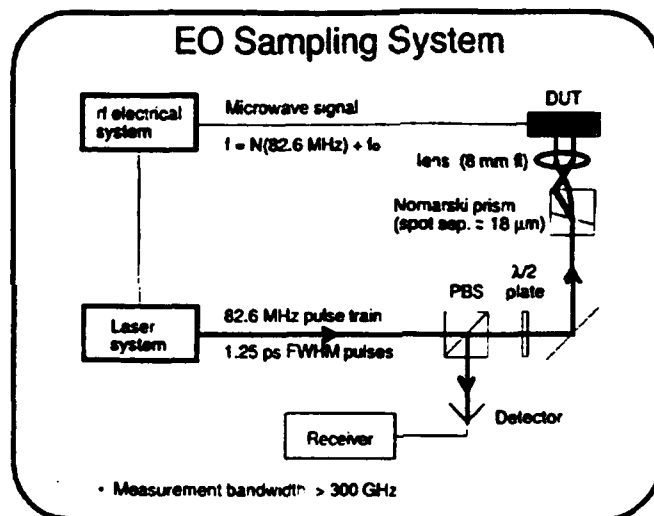 EO Sampling System
rf electrical
system
Microwave signal
f = N(82.6 MHz) + f₀
DUT
lens (8 mm fl)
Nomarski prism
(spot sep. = 18 μm)
λ/2
plate
PBS
Laser
system
82.6 MHz pulse train
1.25 ps FWHM pulses
Detector
Receiver
• Measurement bandwidth > 300 GHz